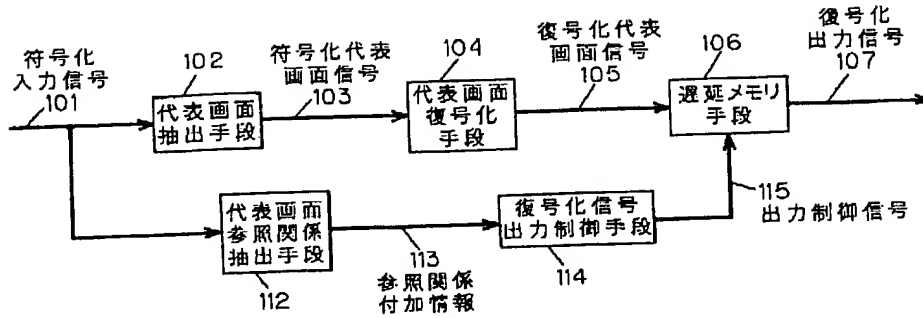 符号化
入力信号
101
102
代表画面
抽出手段
符号化代表
画面信号
103
104
代表画面
復号化
手段
復号化代表
画面信号
105
106
遅延メモリ
手段
復号化
出力信号
107
代表画面
参照関係
抽出手段
112
113
参照関係
付加情報
復号化信号
出力制御手段
114
115
出力制御信号